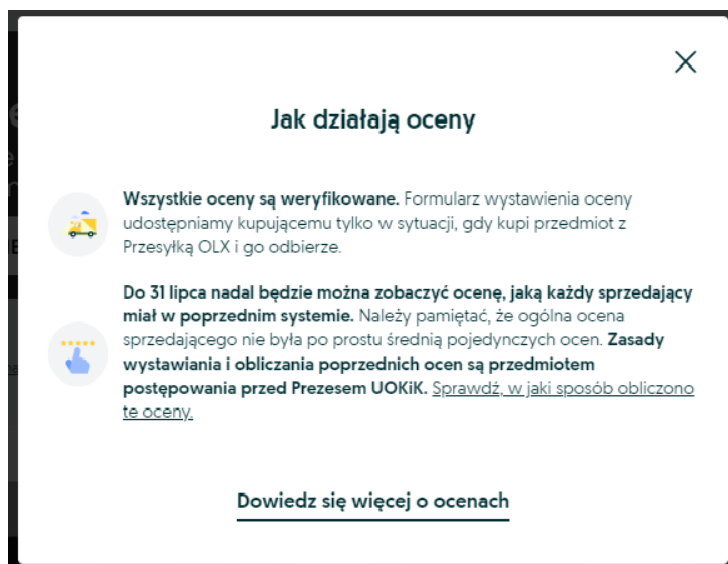 Jak działają oceny
Wszystkie oceny są weryfikowane. Formularz wystawienia oceny
udostępniamy kupującemu tylko w sytuacji, gdy kupi przedmiot z
Przesyłką OLX i go odbierze.
Do 31 lipca nadal będzie można zobaczyć ocenę, jaką każdy sprzedający
miał w poprzednim systemie. Należy pamiętać, że ogólna ocena
sprzedającego nie była po prostu średnią pojedynczych ocen. Zasady
wystawiania i obliczania poprzednich ocen są przedmiotem
postępowania przed Prezesem UOKiK. Sprawdź, w jaki sposób obliczono
te oceny.
Dowiedz się więcej o ocenach